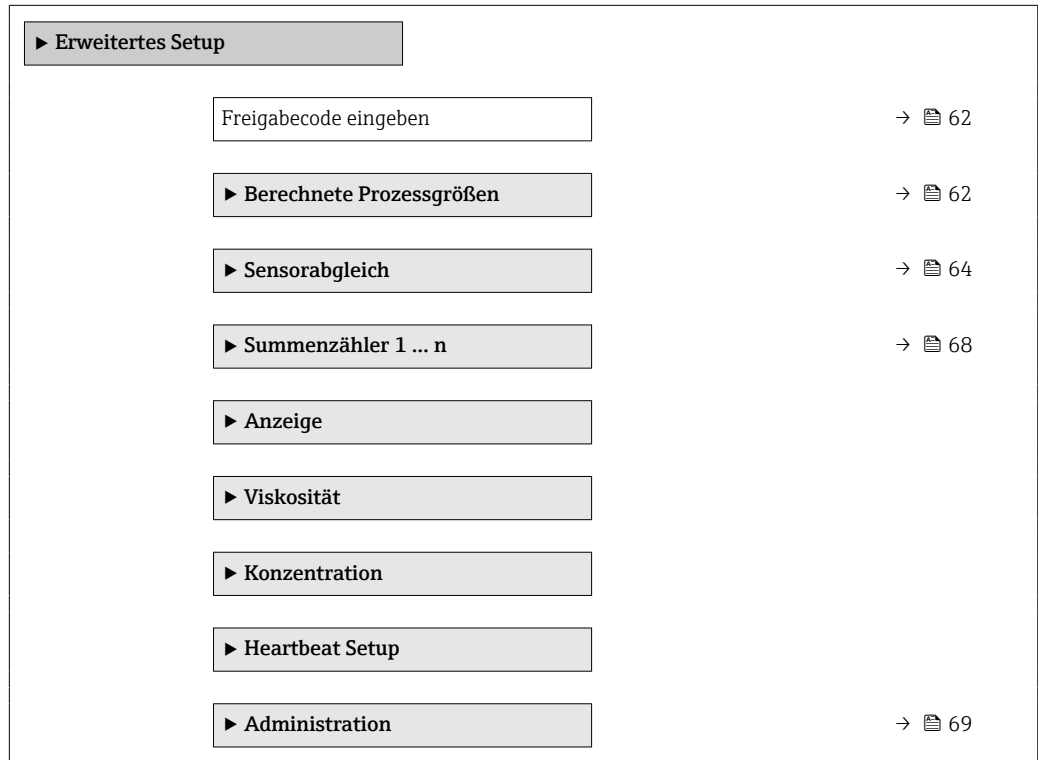 ▶ Erweitertes Setup
Freigabecode eingeben → 62
▶ Berechnete Prozessgrößen → 62
▶ Sensorabgleich → 64
▶ Summenzähler 1 … n → 68
▶ Anzeige
▶ Viskosität
▶ Konzentration
▶ Heartbeat Setup
▶ Administration → 69